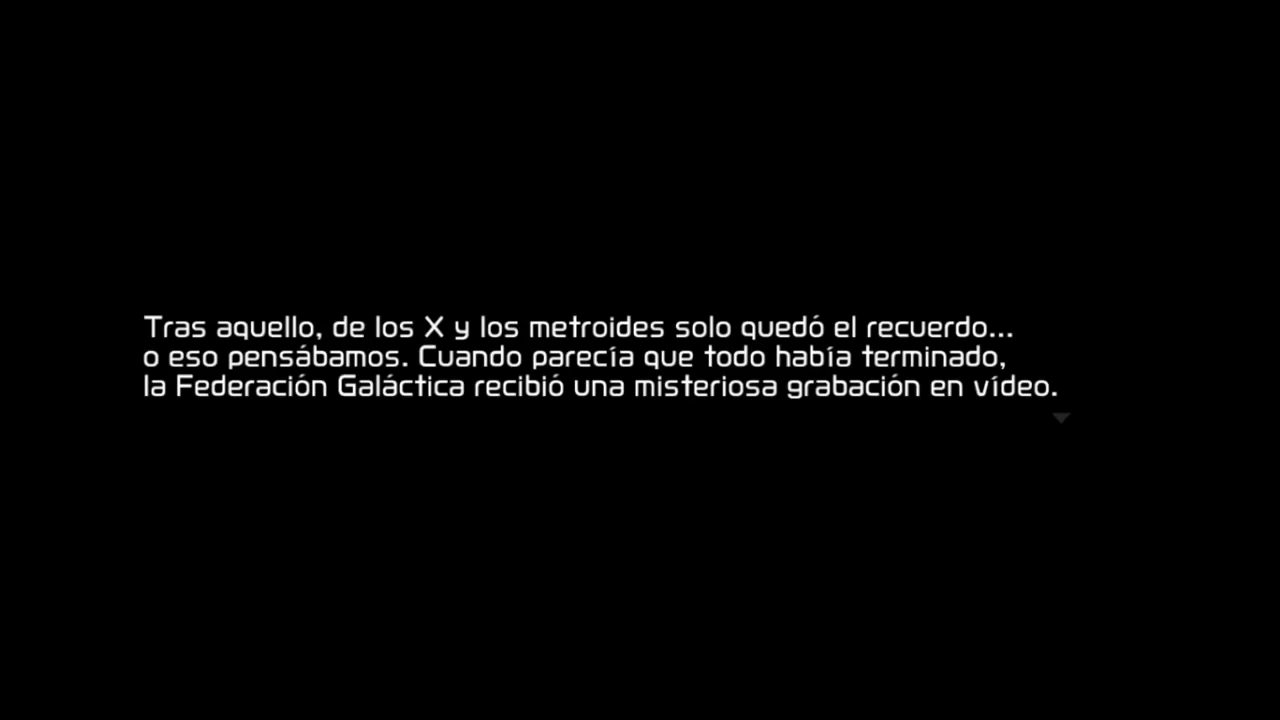 Tras aquello, de los X y los metroides solo quedó el recuerdo...
o eso pensábamos. Cuando parecía que todo había terminado,
la Federación Galáctica recibió una misteriosa grabación en vídeo.